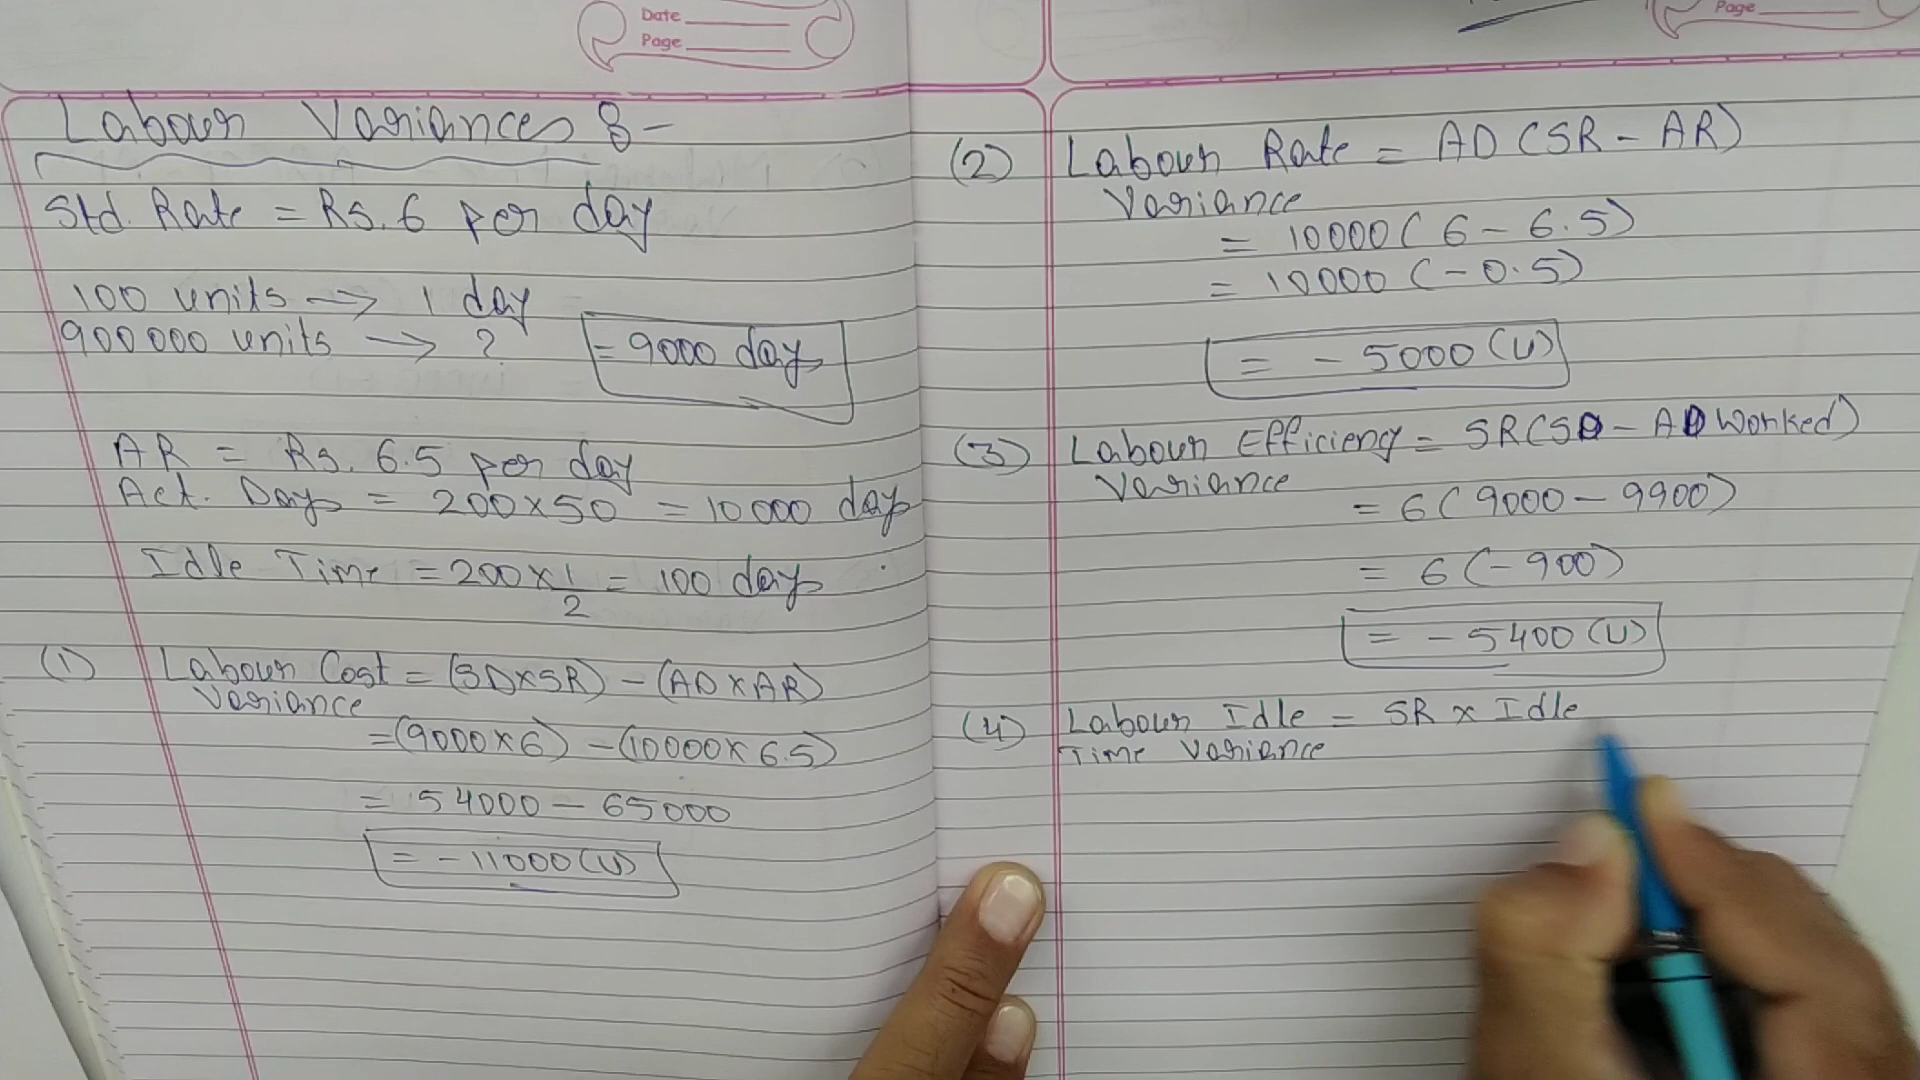 Date
Page
Page
Labour Variances :-
Std. Rate = Rs. 6 per day
100 units → 1 day
900000 units → ? = 9000 days
AR = Rs. 6.5 per day
Act. Days = 200×50 = 10000 days
Idle Time = 200×1/2 = 100 days
(1) Labour Cost = (SD×SR) - (AD×AR)
Variance
= (9000×6) - (10000×6.5)
= 54000 - 65000
= - 11000 (U)
(2) Labour Rate = AD (SR - AR)
Variance
= 10000 (6 - 6.5)
= 10000 (-0.5)
= - 5000 (U)
(3) Labour Efficiency = SR(SD - AD Worked)
Variance
= 6 (9000 - 9900)
= 6 (-900)
= - 5400 (U)
(4) Labour Idle = SR × Idle
Time Variance